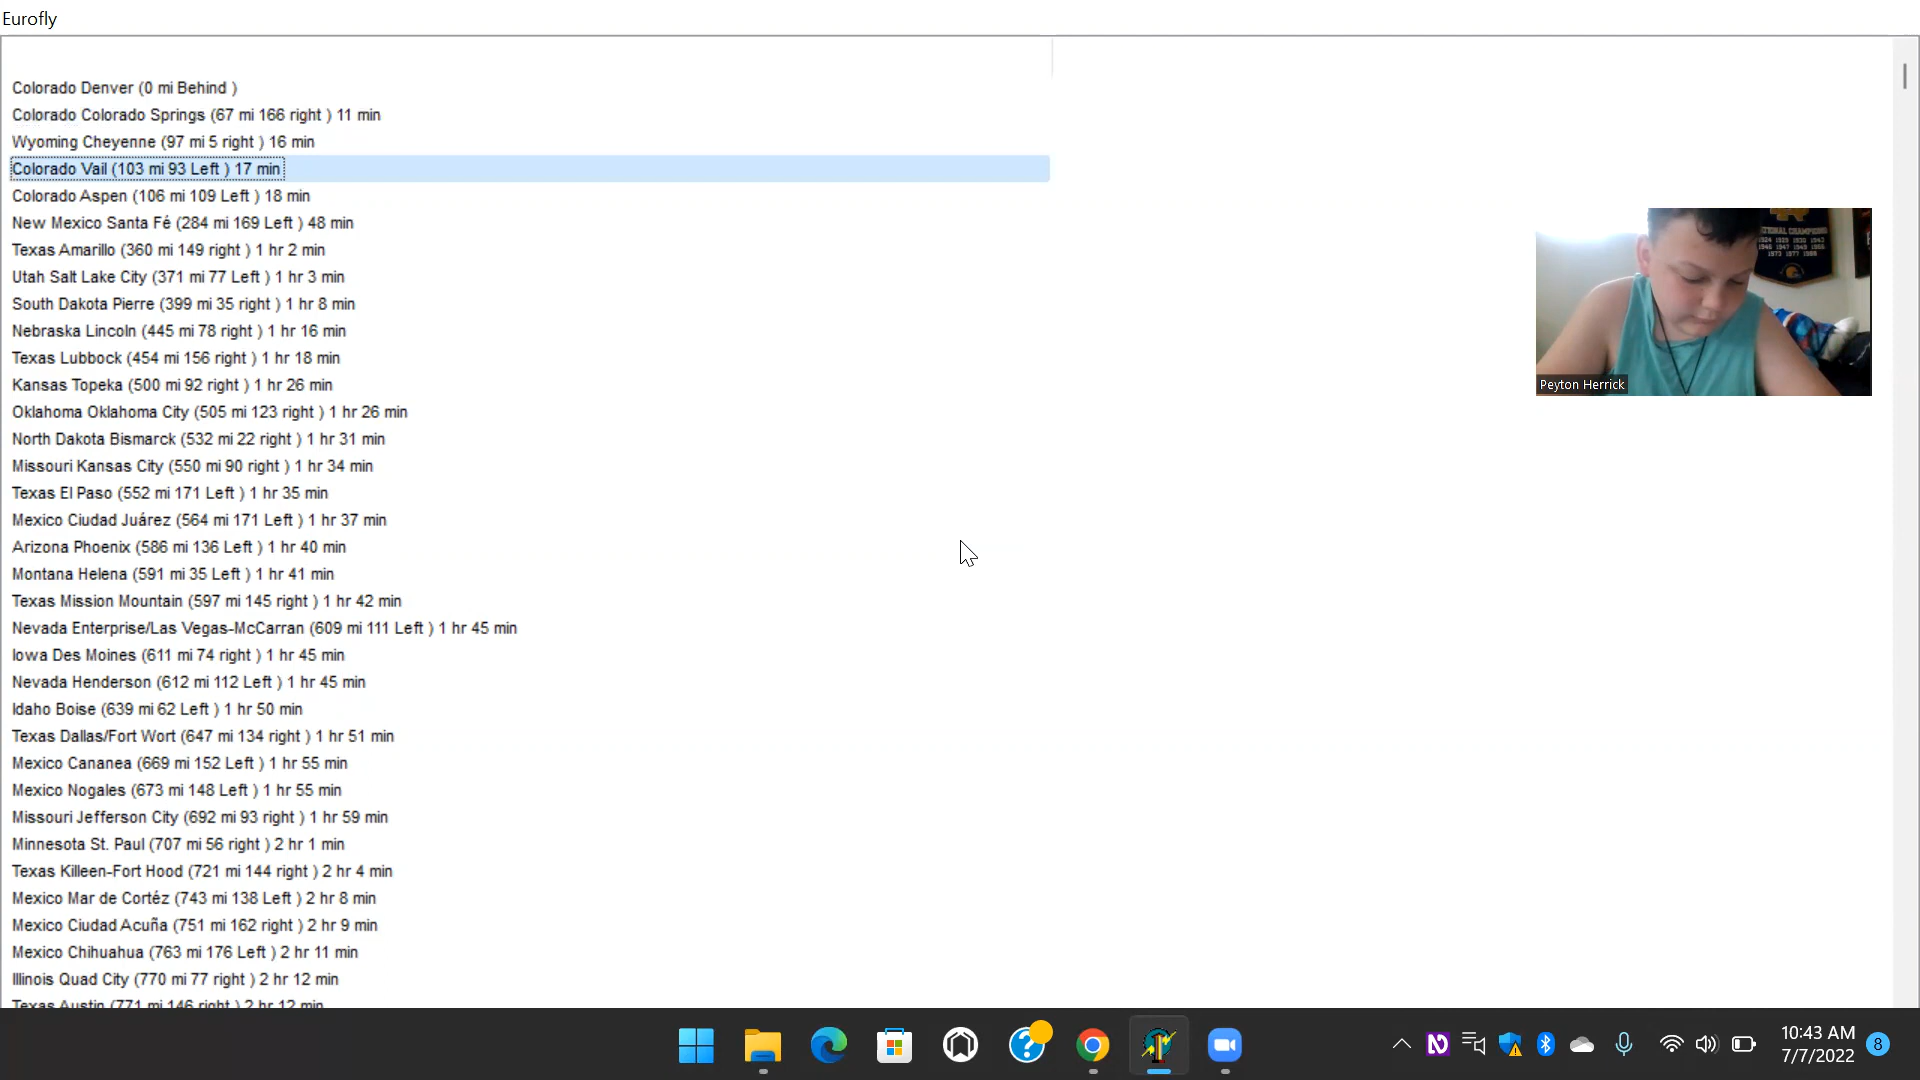 Eurofly
Colorado Denver (0 mi Behind )
Colorado Colorado Springs (67 mi 166 right ) 11 min
Wyoming Cheyenne (97 mi 5 right ) 16 min
Colorado Vail (103 mi 93 Left ) 17 min
Colorado Aspen (106 mi 109 Left ) 18 min
New Mexico Santa Fé (284 mi 169 Left ) 48 min
Texas Amarillo (360 mi 149 right ) 1 hr 2 min
Utah Salt Lake City (371 mi 77 Left ) 1 hr 3 min
South Dakota Pierre (399 mi 35 right ) 1 hr 8 min
Nebraska Lincoln (445 mi 78 right ) 1 hr 16 min
Texas Lubbock (454 mi 156 right ) 1 hr 18 min
Kansas Topeka (500 mi 92 right ) 1 hr 26 min
Oklahoma Oklahoma City (505 mi 123 right ) 1 hr 26 min
North Dakota Bismarck (532 mi 22 right ) 1 hr 31 min
Missouri Kansas City (550 mi 90 right ) 1 hr 34 min
Texas El Paso (552 mi 171 Left ) 1 hr 35 min
Mexico Ciudad Juárez (564 mi 171 Left ) 1 hr 37 min
Arizona Phoenix (586 mi 136 Left ) 1 hr 40 min
Montana Helena (591 mi 35 Left ) 1 hr 41 min
Texas Mission Mountain (597 mi 145 right ) 1 hr 42 min
Nevada Enterprise/Las Vegas-McCarran (609 mi 111 Left ) 1 hr 45 min
Iowa Des Moines (611 mi 74 right ) 1 hr 45 min
Nevada Henderson (612 mi 112 Left ) 1 hr 45 min
Idaho Boise (639 mi 62 Left ) 1 hr 50 min
Texas Dallas/Fort Wort (647 mi 134 right ) 1 hr 51 min
Mexico Cananea (669 mi 152 Left ) 1 hr 55 min
Mexico Nogales (673 mi 148 Left ) 1 hr 55 min
Missouri Jefferson City (692 mi 93 right ) 1 hr 59 min
Minnesota St. Paul (707 mi 56 right ) 2 hr 1 min
Texas Killeen-Fort Hood (721 mi 144 right ) 2 hr 4 min
Mexico Mar de Cortéz (743 mi 138 Left ) 2 hr 8 min
Mexico Ciudad Acuña (751 mi 162 right ) 2 hr 9 min
Mexico Chihuahua (763 mi 176 Left ) 2 hr 11 min
Illinois Quad City (770 mi 77 right ) 2 hr 12 min
Texas Austin (771 mi 146 right ) 2 hr 12 min
Peyton Herrick
10:43 AM
7/7/2022
8